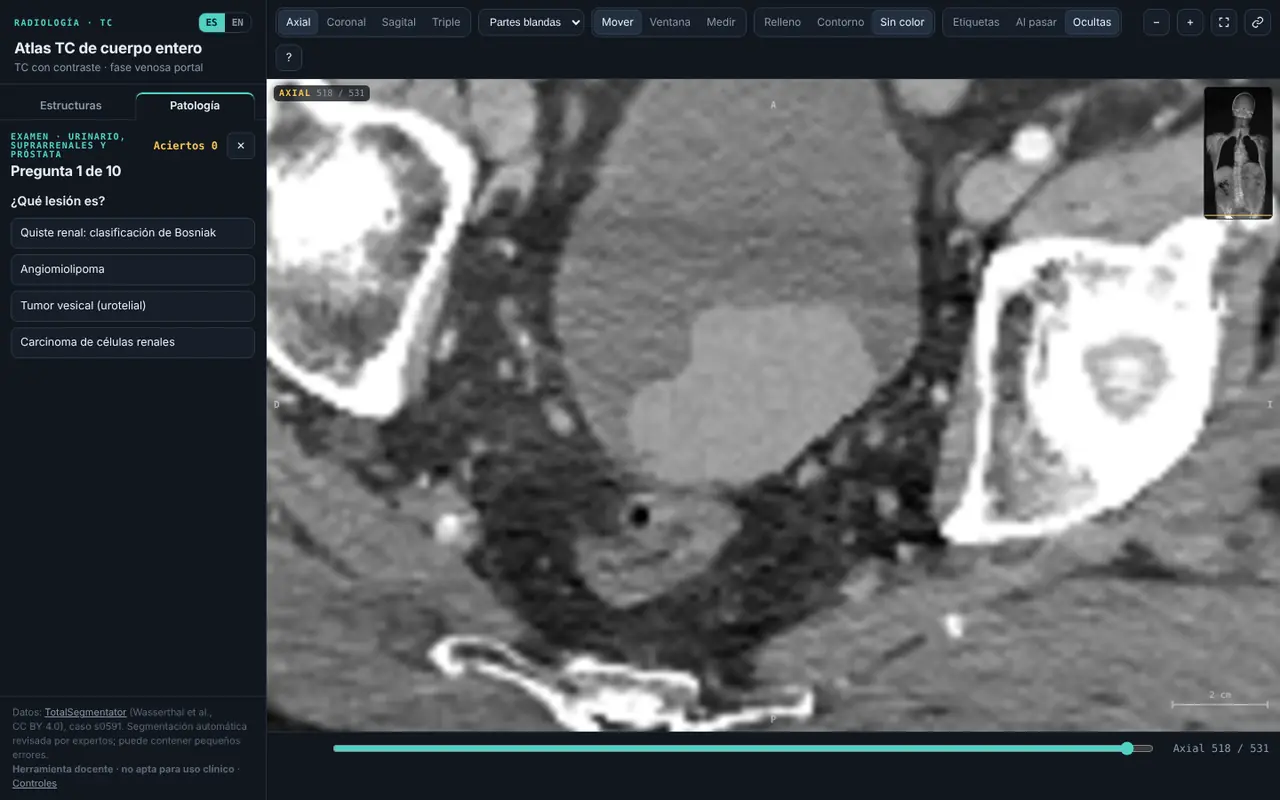 RADIOLOGÍA · TC
ES EN
Atlas TC de cuerpo entero
TC con contraste · fase venosa portal
Estructuras
Patología
EXAMEN · URINARIO,
SUPRARRENALES Y
PRÓSTATA
Aciertos 0
×
Pregunta 1 de 10
¿Qué lesión es?
Quiste renal: clasificación de Bosniak
Angiomiolipoma
Tumor vesical (urotelial)
Carcinoma de células renales
Datos: TotalSegmentator (Wasserthal et al.,
CC BY 4.0), caso s0591. Segmentación automática
revisada por expertos; puede contener pequeños
errores.
Herramienta docente · no apta para uso clínico ·
Controles
Axial Coronal Sagital Triple
Partes blandas
Mover Ventana Medir
Relleno Contorno Sin color
Etiquetas Al pasar Ocultas
− +
?
AXIAL 518 / 531
A
D
I
P
2 cm
Axial 518 / 531